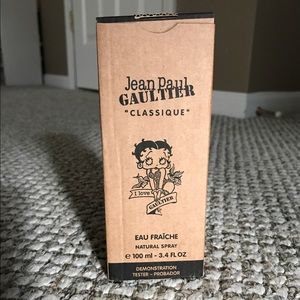 Jean Paul
GAULTIER
"CLASSIQUE"
I love
GAULTIER
EAU FRAÎCHE
NATURAL SPRAY
e 100 ml - 3.4 FL.OZ
DEMONSTRATION
TESTER - PROBADOR